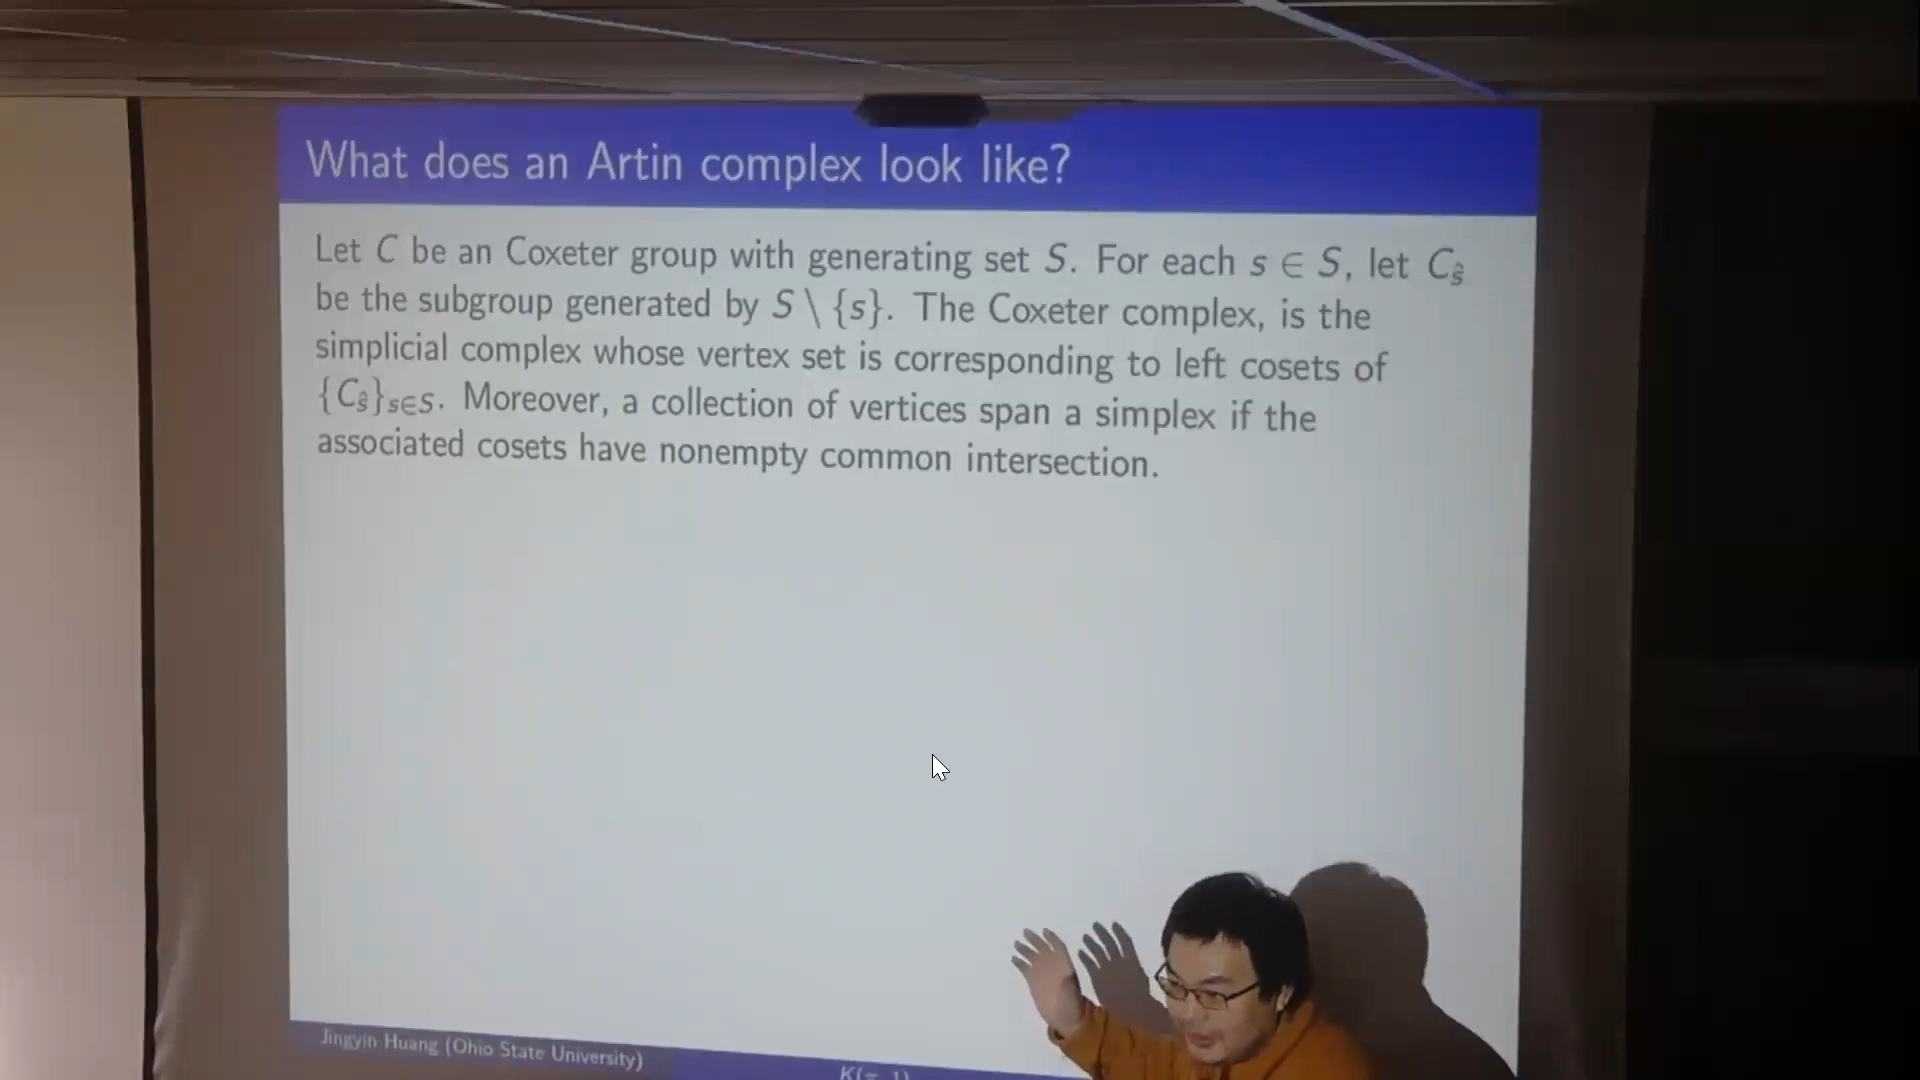 What does an Artin complex look like?
Let C be an Coxeter group with generating set S. For each s ∈ S, let C_ŝ
be the subgroup generated by S \ {s}. The Coxeter complex, is the
simplicial complex whose vertex set is corresponding to left cosets of
{C_ŝ}_{s∈S}. Moreover, a collection of vertices span a simplex if the
associated cosets have nonempty common intersection.
Jingyin Huang (Ohio State University)